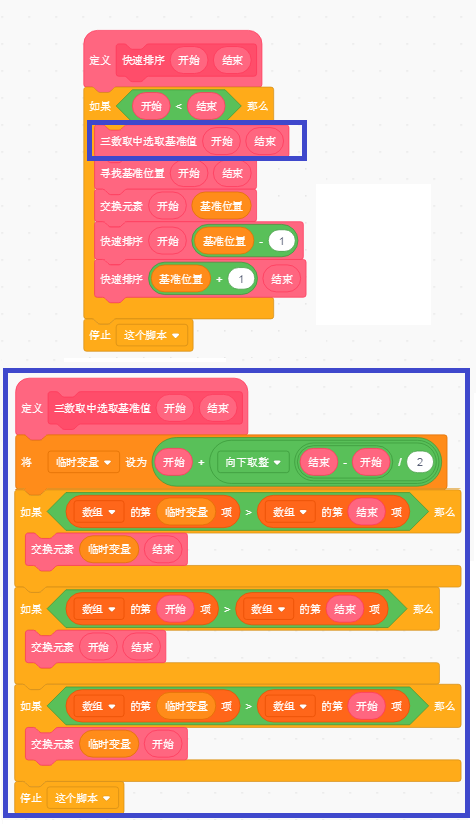 定义 快速排序 开始 结束
如果 开始 < 结束 那么
三数取中选取基准值 开始 结束
寻找基准位置 开始 结束
交换元素 开始 基准位置
快速排序 开始 基准位置 - 1
快速排序 基准位置 + 1 结束
停止 这个脚本
定义 三数取中选取基准值 开始 结束
将 临时变量 设为 开始 + 向下取整 结束 - 开始 / 2
如果 数组 的第 临时变量 项 > 数组 的第 结束 项 那么
交换元素 临时变量 结束
如果 数组 的第 开始 项 > 数组 的第 结束 项 那么
交换元素 开始 结束
如果 数组 的第 临时变量 项 > 数组 的第 开始 项 那么
交换元素 临时变量 开始
停止 这个脚本